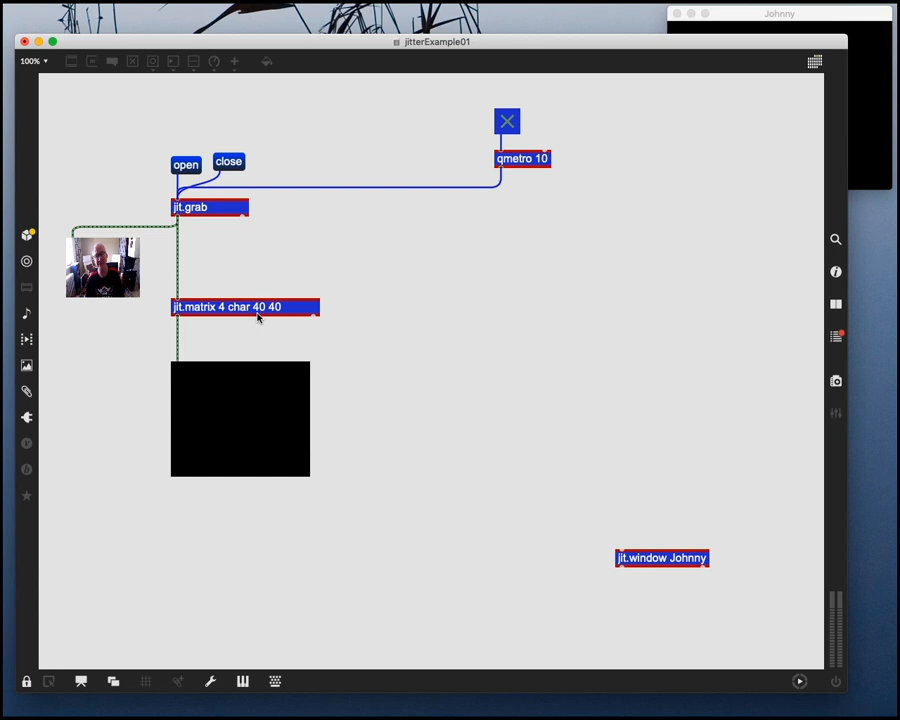 Johnny
jitterExample01
100%
open
close
qmetro 10
jit.grab
jit.matrix 4 char 40 40
jit.window Johnny